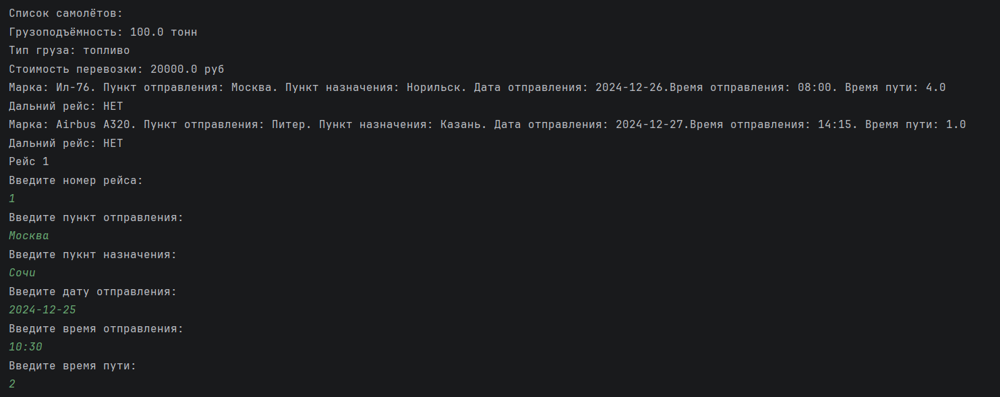 Список самолётов:
Грузоподъёмность: 100.0 тонн
Тип груза: топливо
Стоимость перевозки: 20000.0 руб
Марка: Ил-76. Пункт отправления: Москва. Пункт назначения: Норильск. Дата отправления: 2024-12-26.Время отправления: 08:00. Время пути: 4.0
Дальний рейс: НЕТ
Марка: Airbus A320. Пункт отправления: Питер. Пункт назначения: Казань. Дата отправления: 2024-12-27.Время отправления: 14:15. Время пути: 1.0
Дальний рейс: НЕТ
Рейс 1
Введите номер рейса:
1
Введите пункт отправления:
Москва
Введите пукнт назначения:
Сочи
Введите дату отправления:
2024-12-25
Введите время отправления:
10:30
Введите время пути:
2